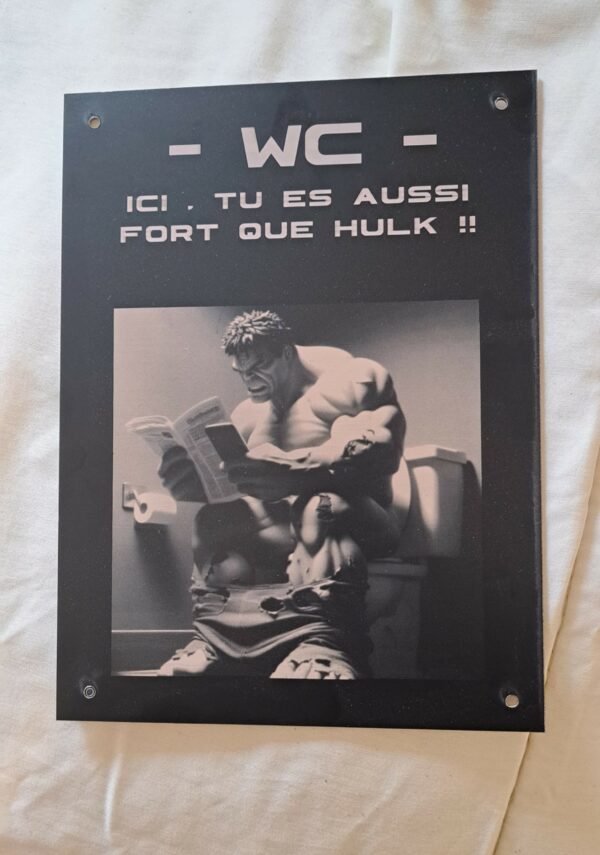 - WC -
ICI . TU ES AUSSI
FORT QUE HULK !!